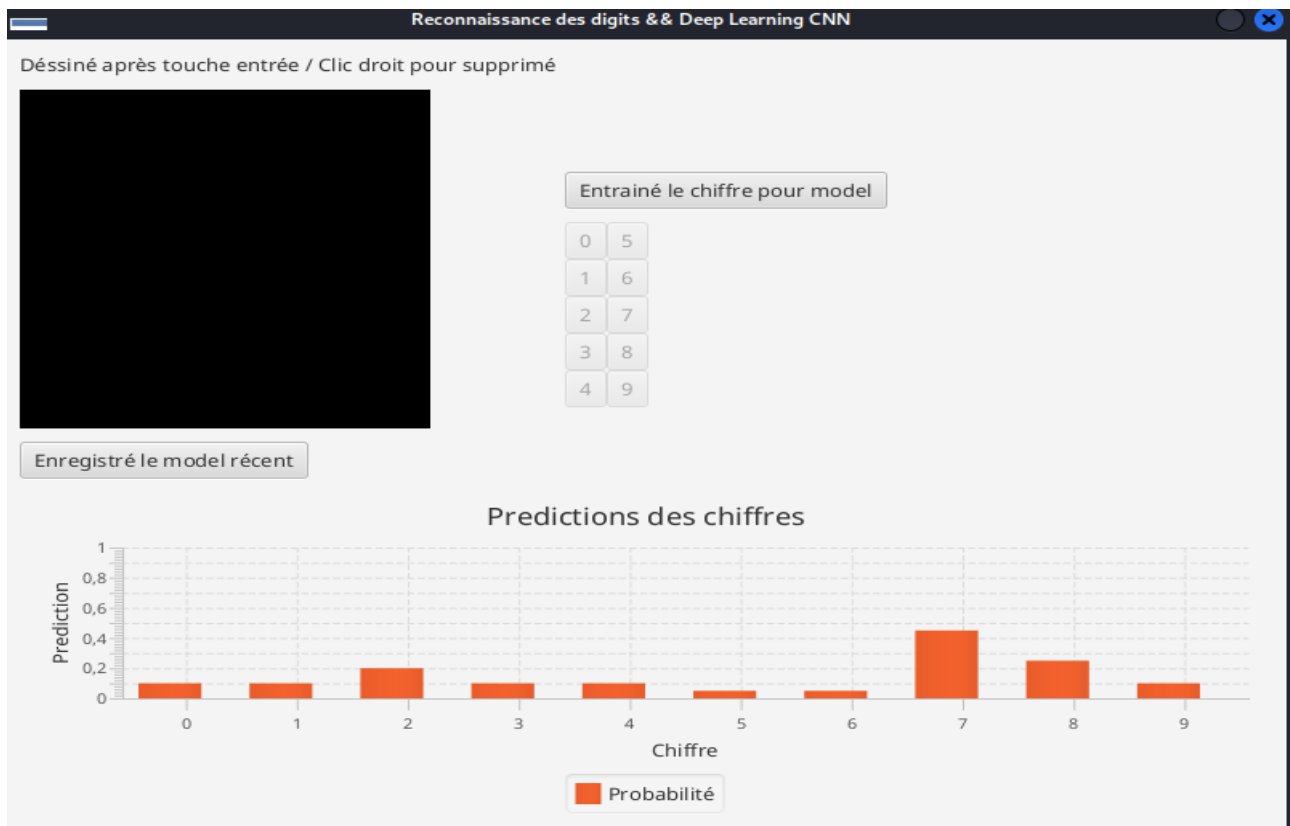 Reconnaissance des digits && Deep Learning CNN
Déssiné après touche entrée / Clic droit pour supprimé
Entrainé le chiffre pour model
0 5
1 6
2 7
3 8
4 9
Enregistré le model récent
Predictions des chiffres
Prediction
1
0,8
0,6
0,4
0,2
0
0 1 2 3 4 5 6 7 8 9
Chiffre
Probabilité